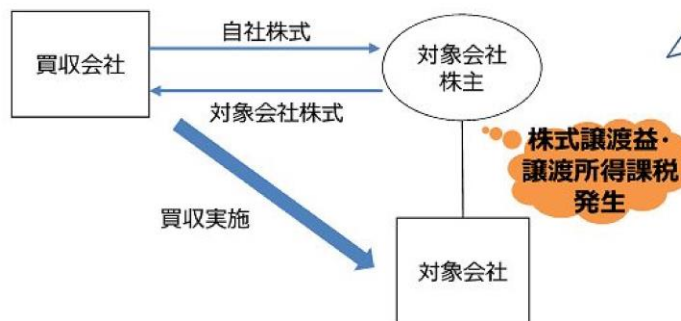 自社株式
買収会社
対象会社
株主
対象会社株式
株式譲渡益・
譲渡所得課税
発生
買収実施
対象会社